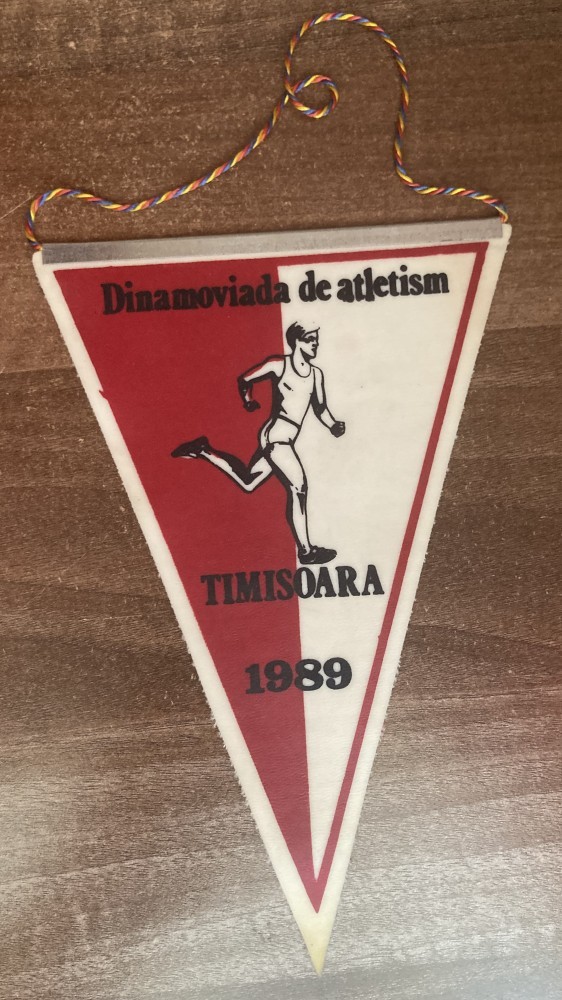 Dinamoviada de atletism
TIMISOARA
1989